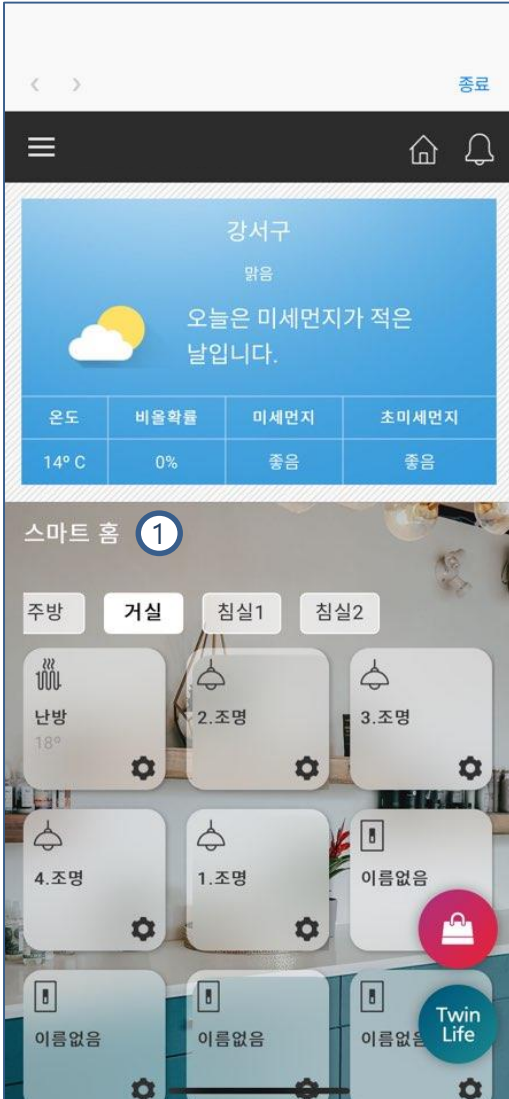 종료
강서구
맑음
오늘은 미세먼지가 적은
날입니다.
온도 비올확률 미세먼지 초미세먼지
14° C 0% 좋음 좋음
스마트 홈 1
주방 거실 침실1 침실2
난방 2.조명 3.조명
18°
4.조명 1.조명 이름없음
이름없음 이름없음 이름없
Twin
Life